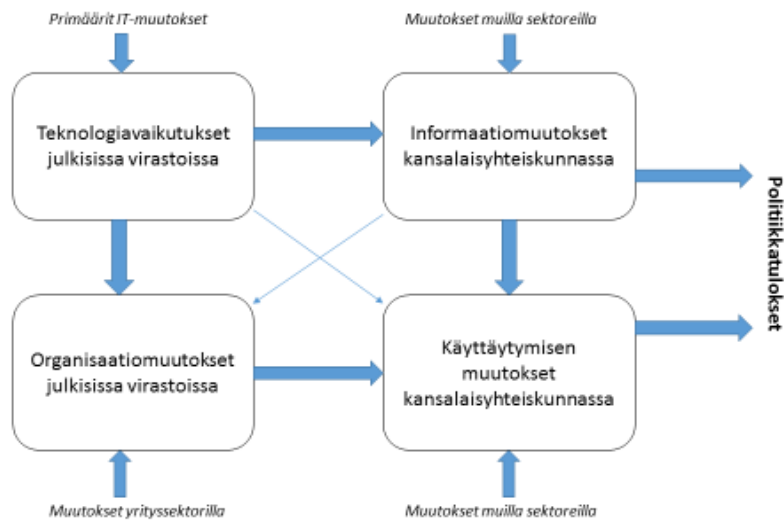 Primäärit IT-muutokset
Muutokset muilla sektoreilla
Teknologiavaikutukset
julkisissa virastoissa
Informaatiomuutokset
kansalaisyhteiskunnassa
Politiikkatulokset
Organisaatiomuutokset
julkisissa virastoissa
Käyttäytymisen
muutokset
kansalaisyhteiskunnassa
Muutokset yrityssektorilla
Muutokset muilla sektoreilla